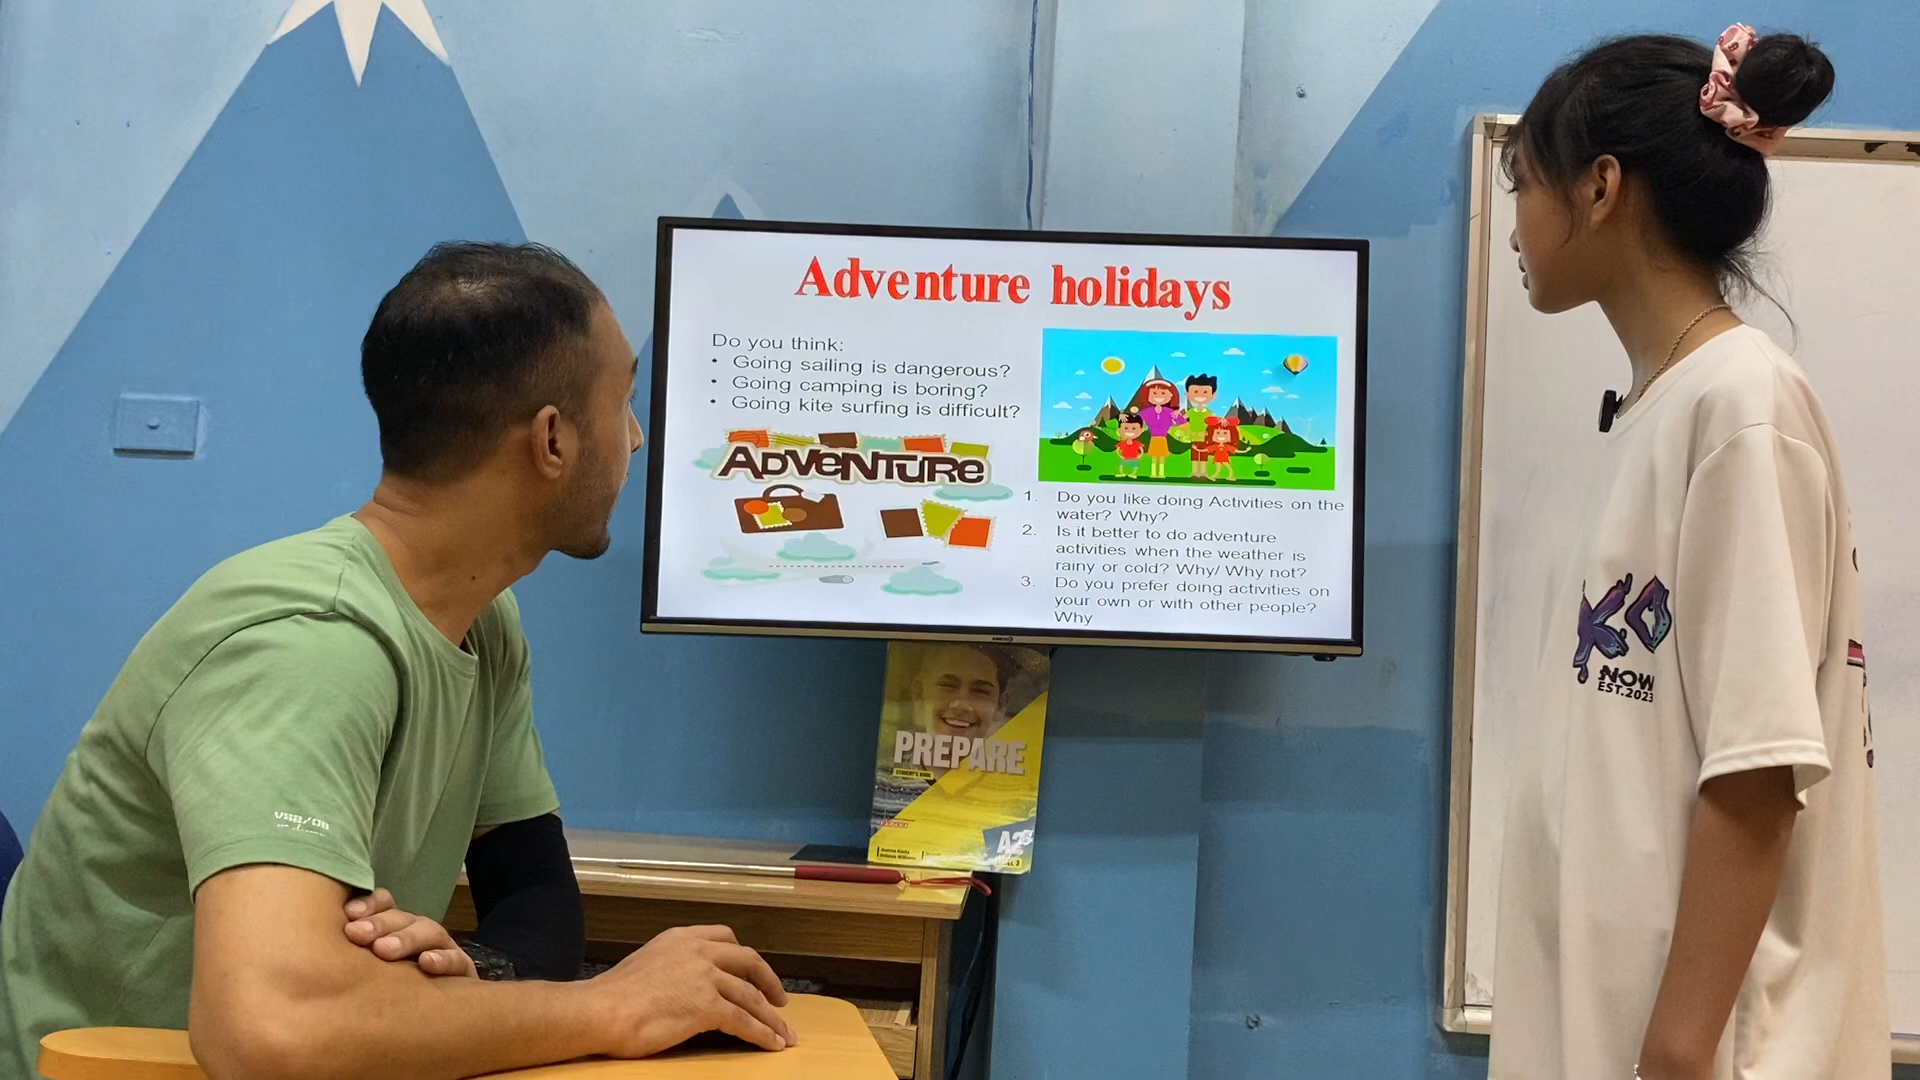 Adventure holidays
Do you think:
• Going sailing is dangerous?
• Going camping is boring?
• Going kite surfing is difficult?
ADVENTURE
1. Do you like doing Activities on the
water? Why?
2. Is it better to do adventure
activities when the weather is
rainy or cold? Why/ Why not?
3. Do you prefer doing activities on
your own or with other people?
Why
PREPARE
STUDENT'S BOOK
A2
KO
NOW
EST.2023